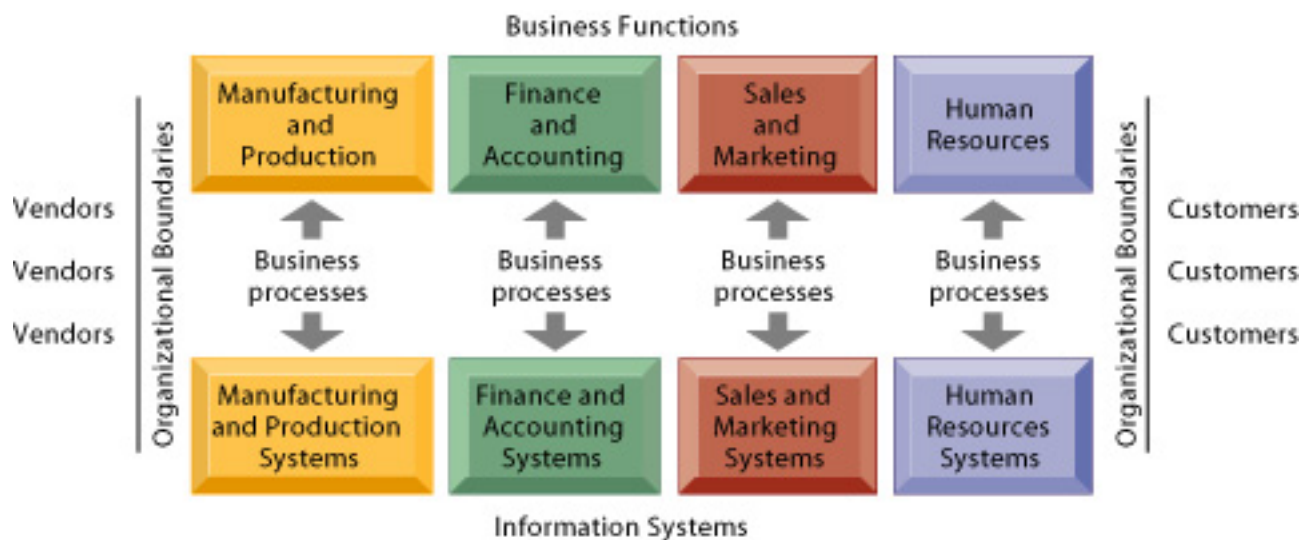 Business Functions
Manufacturing
and
Production
Finance
and
Accounting
Sales
and
Marketing
Human
Resources
Organizational Boundaries
Vendors
Vendors
Vendors
Business
processes
Business
processes
Business
processes
Business
processes
Organizational Boundaries
Customers
Customers
Customers
Manufacturing
and Production
Systems
Finance and
Accounting
Systems
Sales and
Marketing
Systems
Human
Resources
Systems
Information Systems